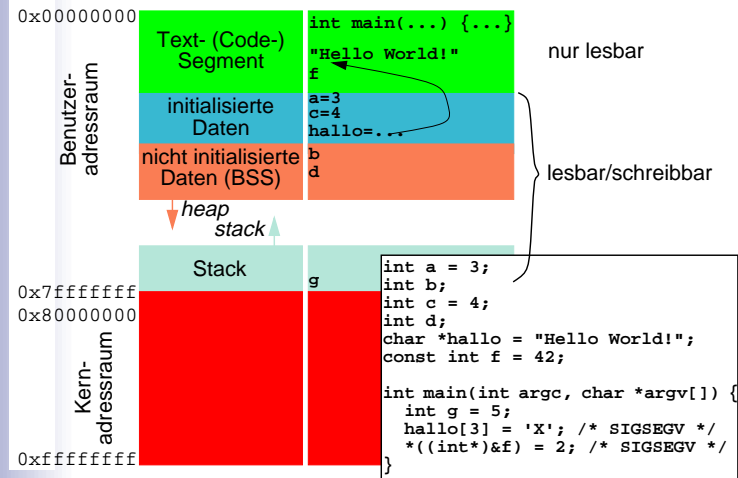 0x00000000
Benutzer-
adressraum
Text- (Code-)
Segment
int main(...) {...}
"Hello World!"
f
nur lesbar
initialisierte
Daten
a=3
c=4
hallo=...
nicht initialisierte
Daten (BSS)
b
d
lesbar/schreibbar
heap
stack
Stack
g
0x7fffffff
0x80000000
Kern-
adressraum
0xffffffff
int a = 3;
int b;
int c = 4;
int d;
char *hallo = "Hello World!";
const int f = 42;
int main(int argc, char *argv[]) {
int g = 5;
hallo[3] = 'X'; /* SIGSEGV */
*((int*)&f) = 2; /* SIGSEGV */
}